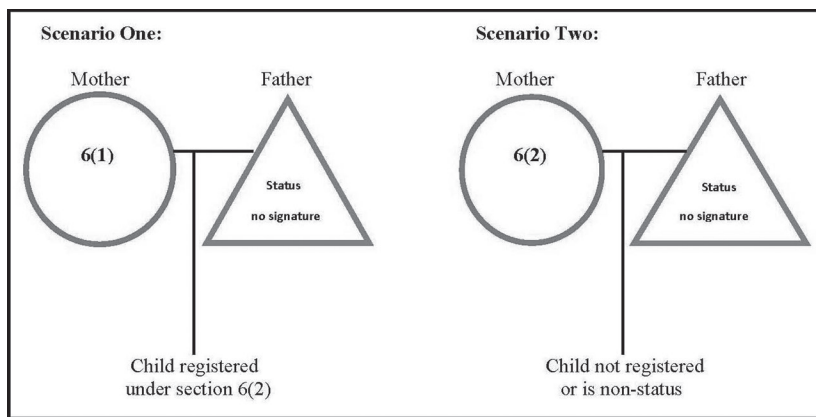 Scenario One:
Mother
Father
6(1)
Status
no signature
Child registered
under section 6(2)
Scenario Two:
Mother
Father
6(2)
Status
no signature
Child not registered
or is non-status